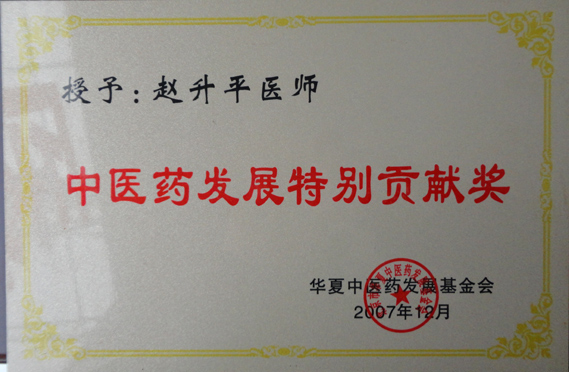 授予：赵升平医师
中医药发展特别贡献奖
华夏中医药发展基金会
2007年12月